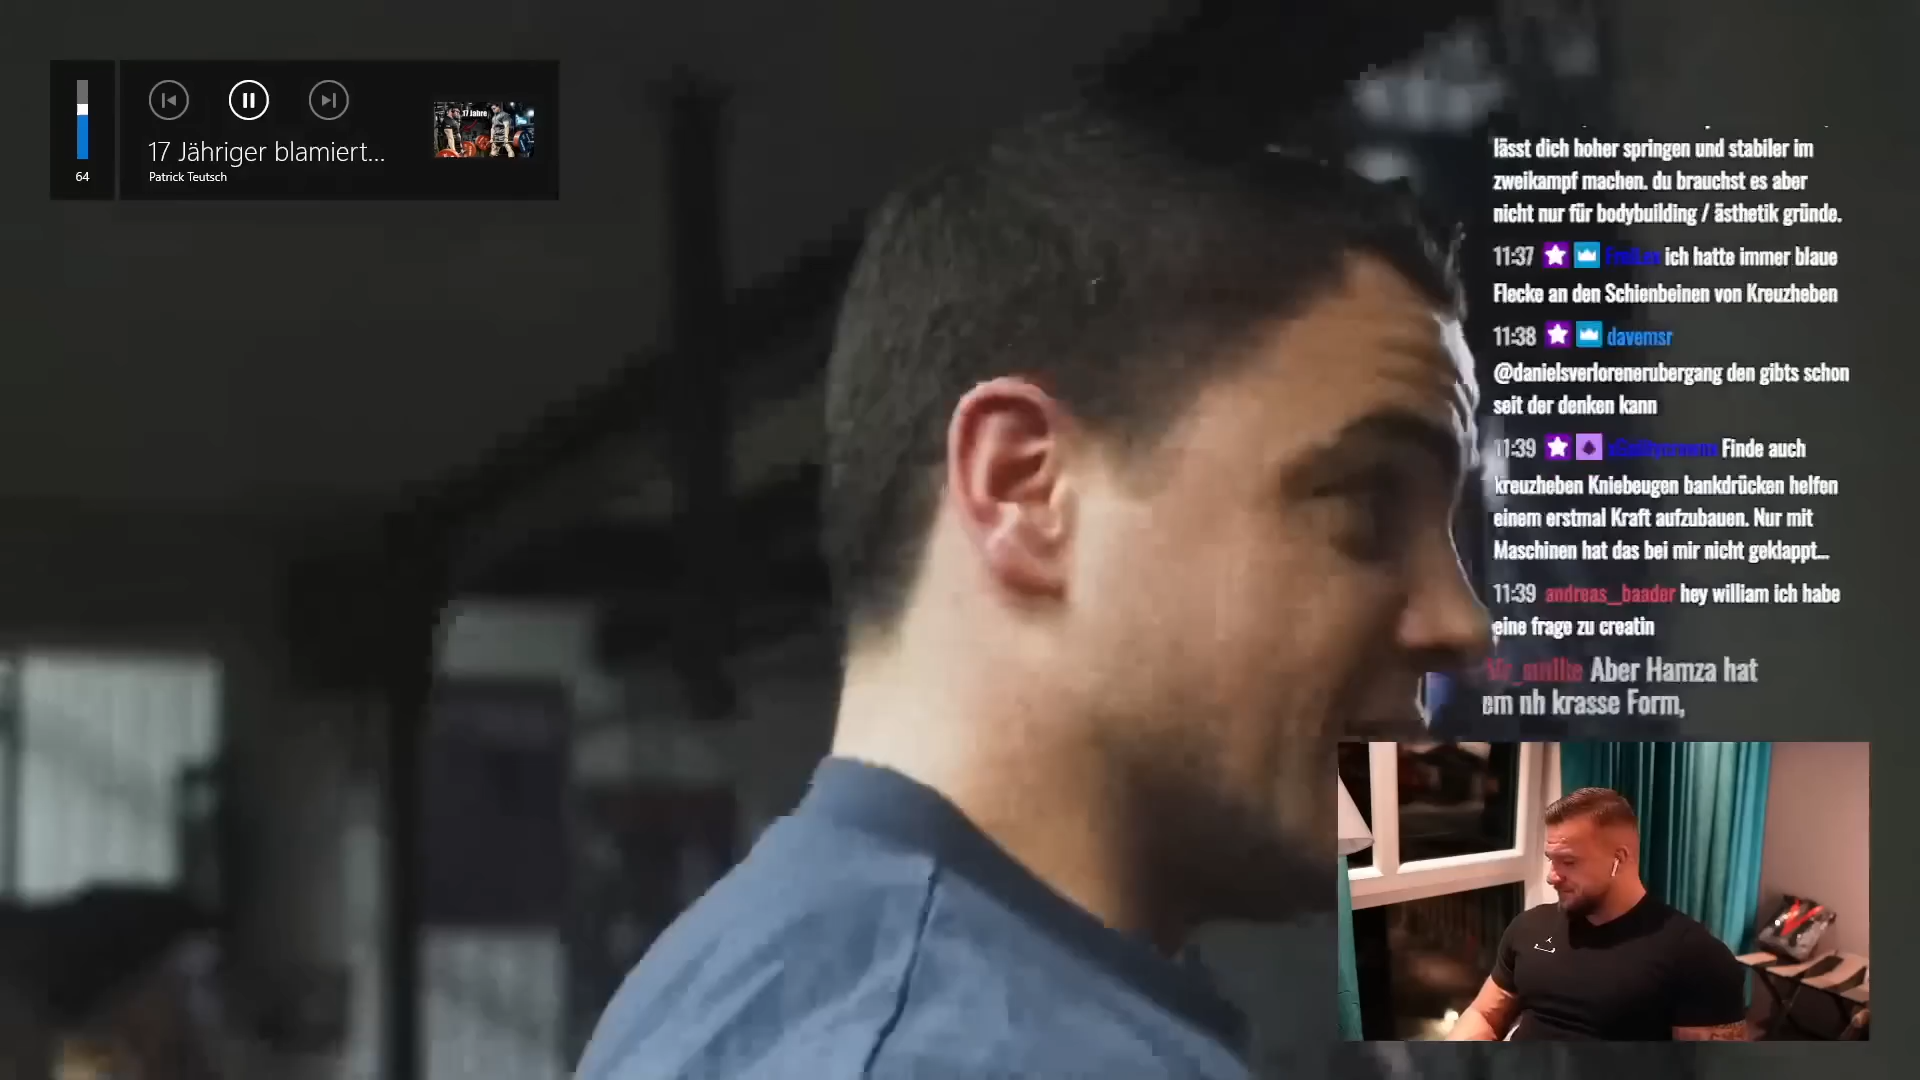 17 Jähriger blamiert...
Patrick Teutsch
64
17 Jahre
lässt dich hoher springen und stabiler im
zweikampf machen. du brauchst es aber
nicht nur für bodybuilding / ästhetik gründe.
11:37 ich hatte immer blaue
Flecke an den Schienbeinen von Kreuzheben
11:38 davemsr
@danielsverlorenerubergang den gibts schon
seit der denken kann
11:39 Finde auch
kreuzheben Kniebeugen bankdrücken helfen
einem erstmal Kraft aufzubauen. Nur mit
Maschinen hat das bei mir nicht geklappt...
11:39 andreas__baader hey william ich habe
eine frage zu creatin
Aber Hamza hat
em nh krasse Form,